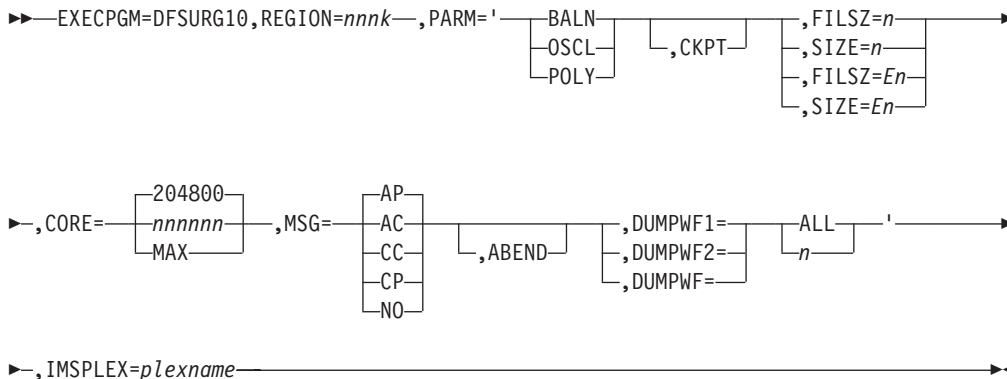 EXECPGM=DFSURG10,REGION=nnnk ,PARM=' BALN ,CKPT ,FILSZ=n
OSCL ,SIZE=n
POLY ,FILSZ=En
,SIZE=En
,CORE= 204800 ,MSG= AP ,ABEND ,DUMPWF1= ALL '
nnnnnn AC ,DUMPWF2= n
MAX CC ,DUMPWF=
CP
NO
,IMSPLEX=plexname